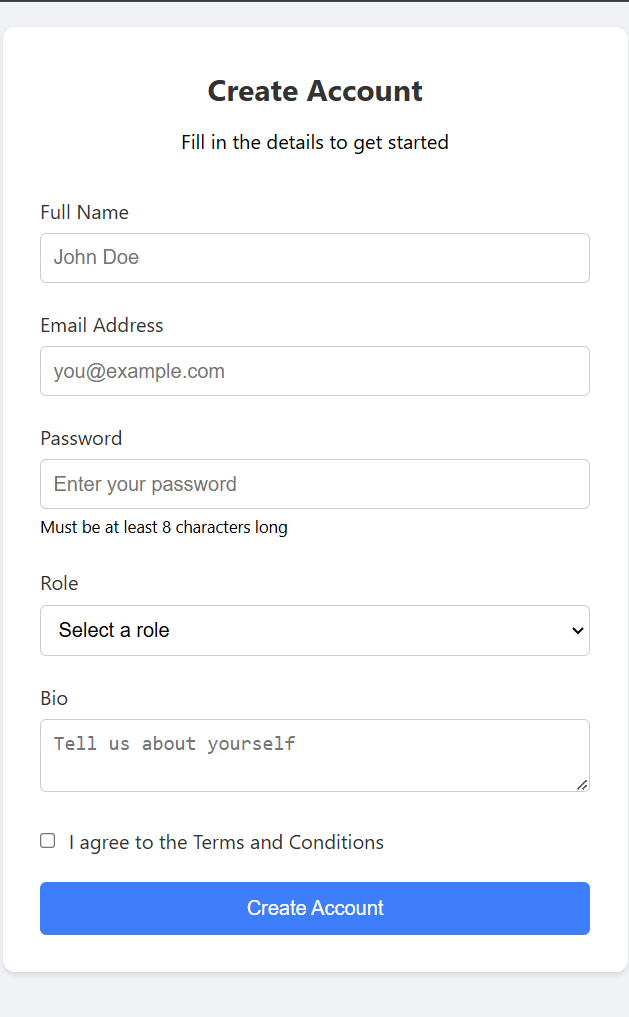 Create Account
Fill in the details to get started
Full Name
John Doe
Email Address
you@example.com
Password
Enter your password
Must be at least 8 characters long
Role
Select a role
Bio
Tell us about yourself
I agree to the Terms and Conditions
Create Account